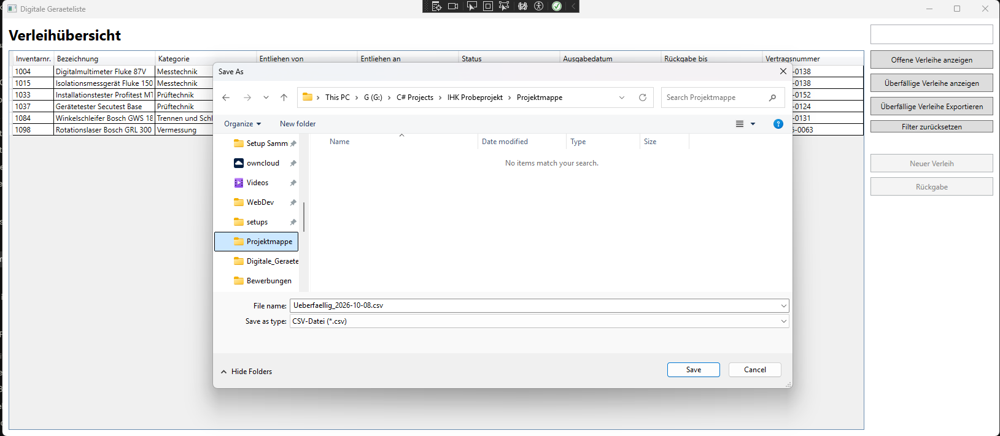 Digitale Geraeteliste
Verleihübersicht
Inventarnr. Bezeichnung Kategorie Entliehen von Entliehen an Status Ausgabedatum Rückgabe bis Vertragsnummer
1004 Digitalmultimeter Fluke 87V Messtechnik -0138
1015 Isolationsmessgerät Fluke 150 Messtechnik -0138
1033 Installationstester Profitest MT Prüftechnik -0152
1037 Gerätetester Secutest Base Prüftechnik -0124
1084 Winkelschleifer Bosch GWS 18 Trennen und Schl -0131
1098 Rotationslaser Bosch GRL 300 Vermessung -0063
Offene Verleihe anzeigen
Überfällige Verleihe anzeigen
Überfällige Verleihe Exportieren
Filter zurücksetzen
Neuer Verleih
Rückgabe
Save As
This PC G (G:) C# Projects IHK Probeprojekt Projektmappe
Search Projektmappe
Organize New folder
Name Date modified Type Size
No items match your search.
Setup Samm
owncloud
Videos
WebDev
setups
Projektmappe
Digitale_Geraete
Bewerbungen
File name: Ueberfaellig_2026-10-08.csv
Save as type: CSV-Datei (*.csv)
Hide Folders
Save Cancel